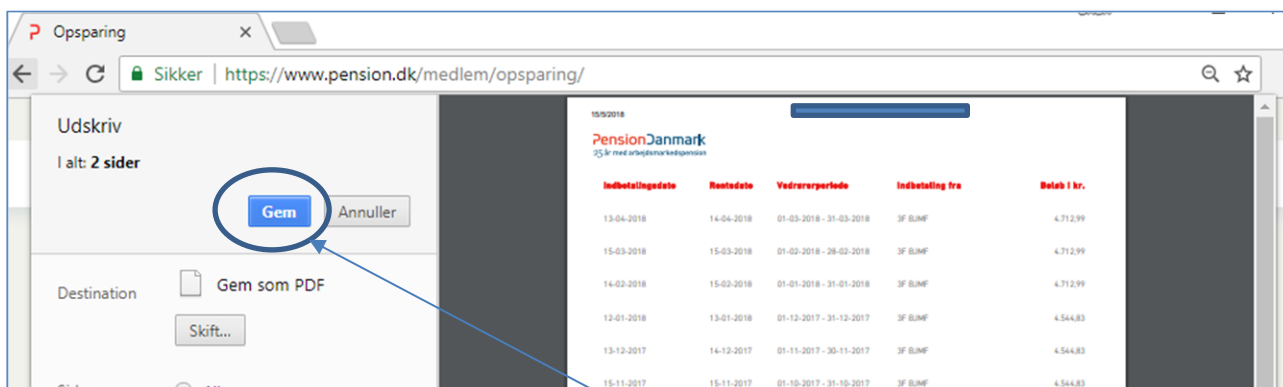 Opsparing
Sikker | https://www.pension.dk/medlem/opsparing/
Udskriv
I alt: 2 sider
Gem Annuller
Destination Gem som PDF
Skift...
15/5/2018
PensionDanmark
25 år med arbejdsmarkedspension
Indbetalingsdato Rentedato Vedrørerperiode Indbetaling fra Beløb i kr.
13-04-2018 14-04-2018 01-03-2018 - 31-03-2018 3F BJMF 4.712,99
15-03-2018 15-03-2018 01-02-2018 - 28-02-2018 3F BJMF 4.712,99
14-02-2018 15-02-2018 01-01-2018 - 31-01-2018 3F BJMF 4.712,99
12-01-2018 13-01-2018 01-12-2017 - 31-12-2017 3F BJMF 4.544,83
13-12-2017 14-12-2017 01-11-2017 - 30-11-2017 3F BJMF 4.544,83
15-11-2017 15-11-2017 01-10-2017 - 31-10-2017 3F BJMF 4.544,83